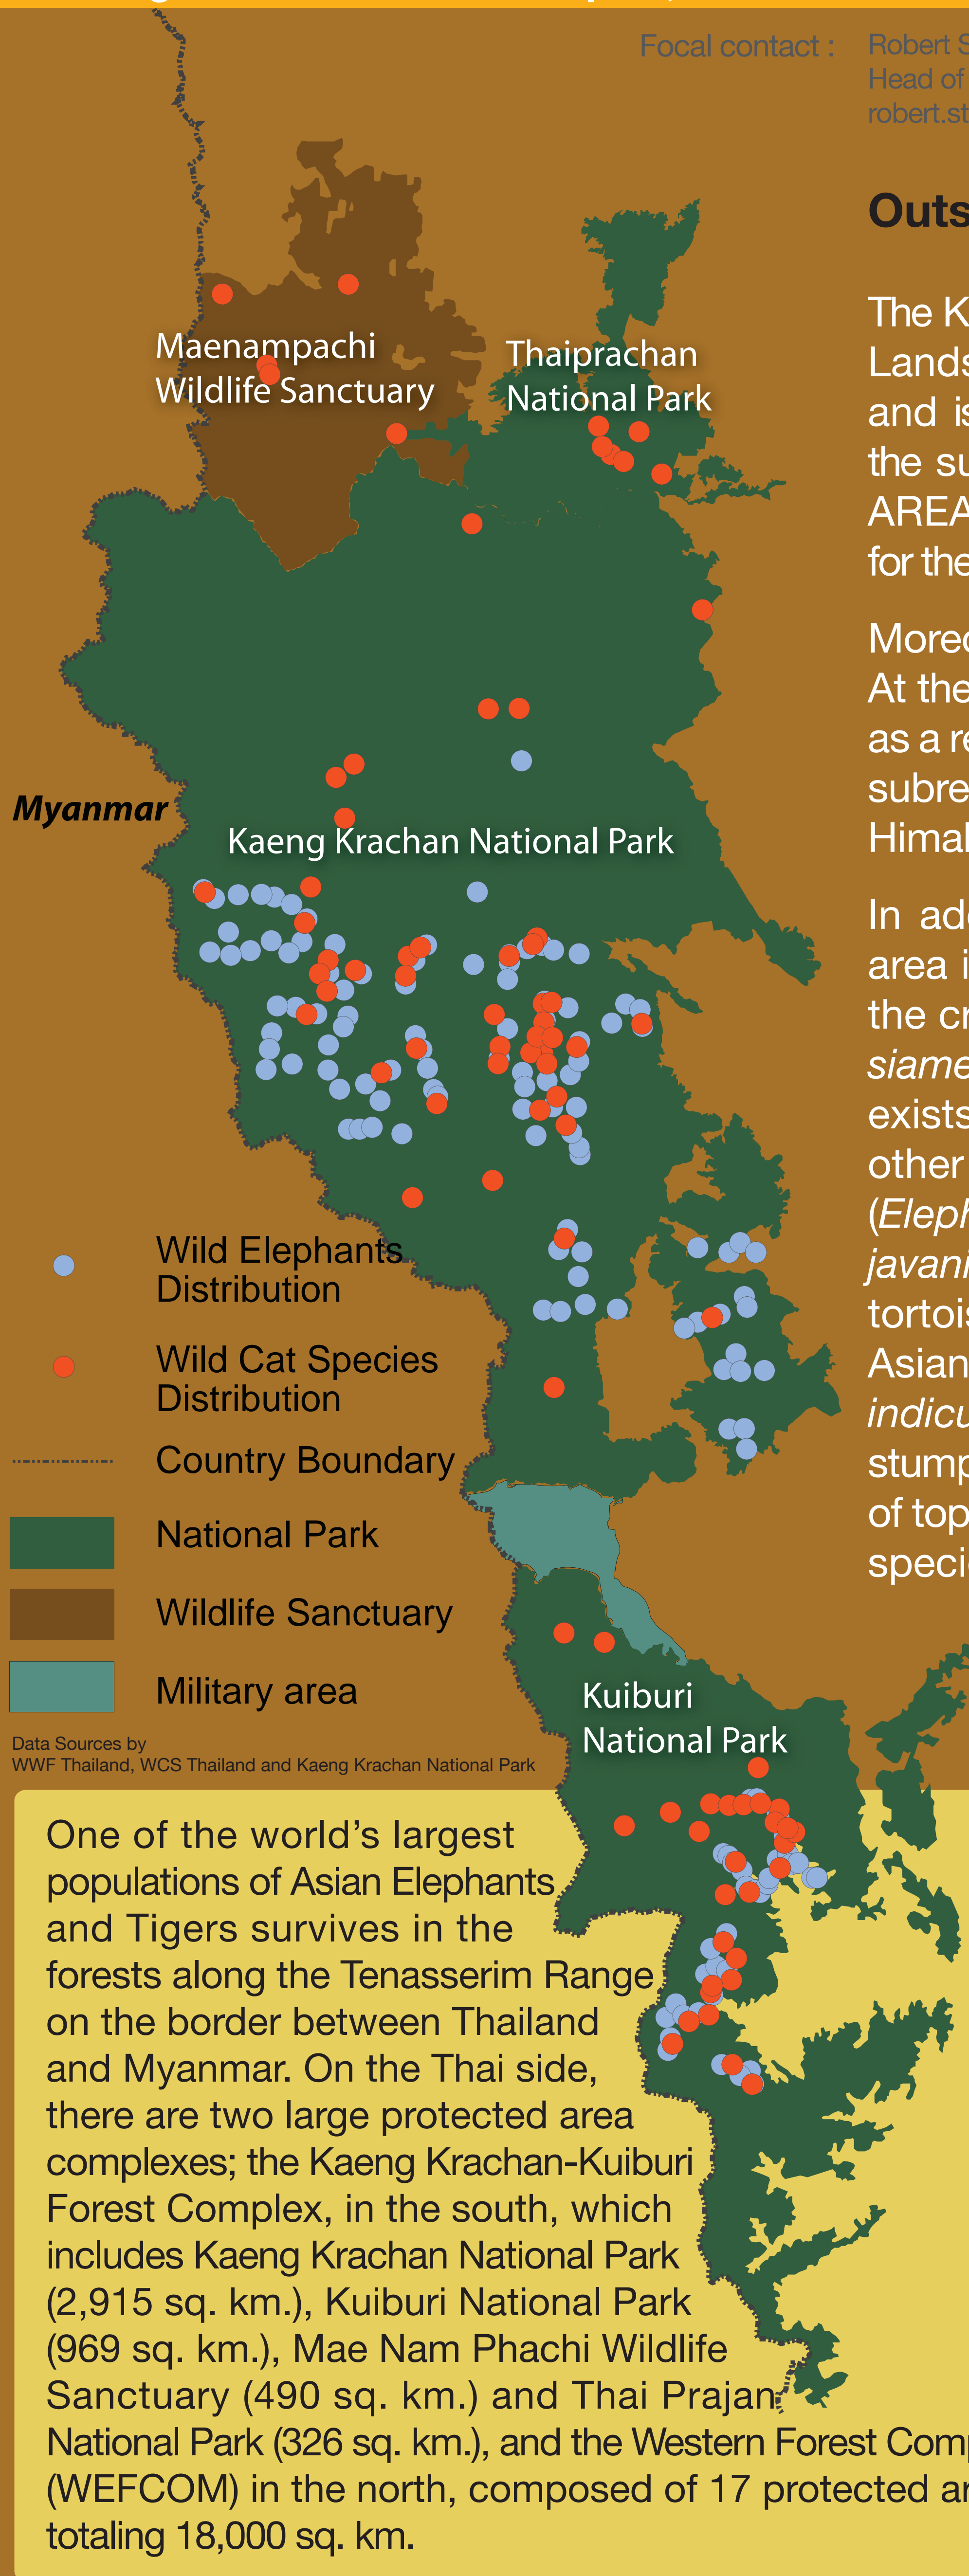 Focal contact :
Robert S
Head of
robert.st
Outs
Maenampachi
Wildlife Sanctuary
Thaiprachan
National Park
Myanmar
Kaeng Krachan National Park
Wild Elephants
Distribution
Wild Cat Species
Distribution
Country Boundary
National Park
Wildlife Sanctuary
Military area
Data Sources by
WWF Thailand, WCS Thailand and Kaeng Krachan National Park
Kuiburi
National Park
The K
Lands
and is
the su
AREA
for the
Moreo
At the
as a re
subre
Himal
In add
area i
the cr
siame
exists
other
(Eleph
javani
tortois
Asian
indicu
stump
of top
speci
One of the world's largest
populations of Asian Elephants
and Tigers survives in the
forests along the Tenasserim Range
on the border between Thailand
and Myanmar. On the Thai side,
there are two large protected area
complexes; the Kaeng Krachan-Kuiburi
Forest Complex, in the south, which
includes Kaeng Krachan National Park
(2,915 sq. km.), Kuiburi National Park
(969 sq. km.), Mae Nam Phachi Wildlife
Sanctuary (490 sq. km.) and Thai Prajan
National Park (326 sq. km.), and the Western Forest Com
(WEFCOM) in the north, composed of 17 protected ar
totaling 18,000 sq. km.